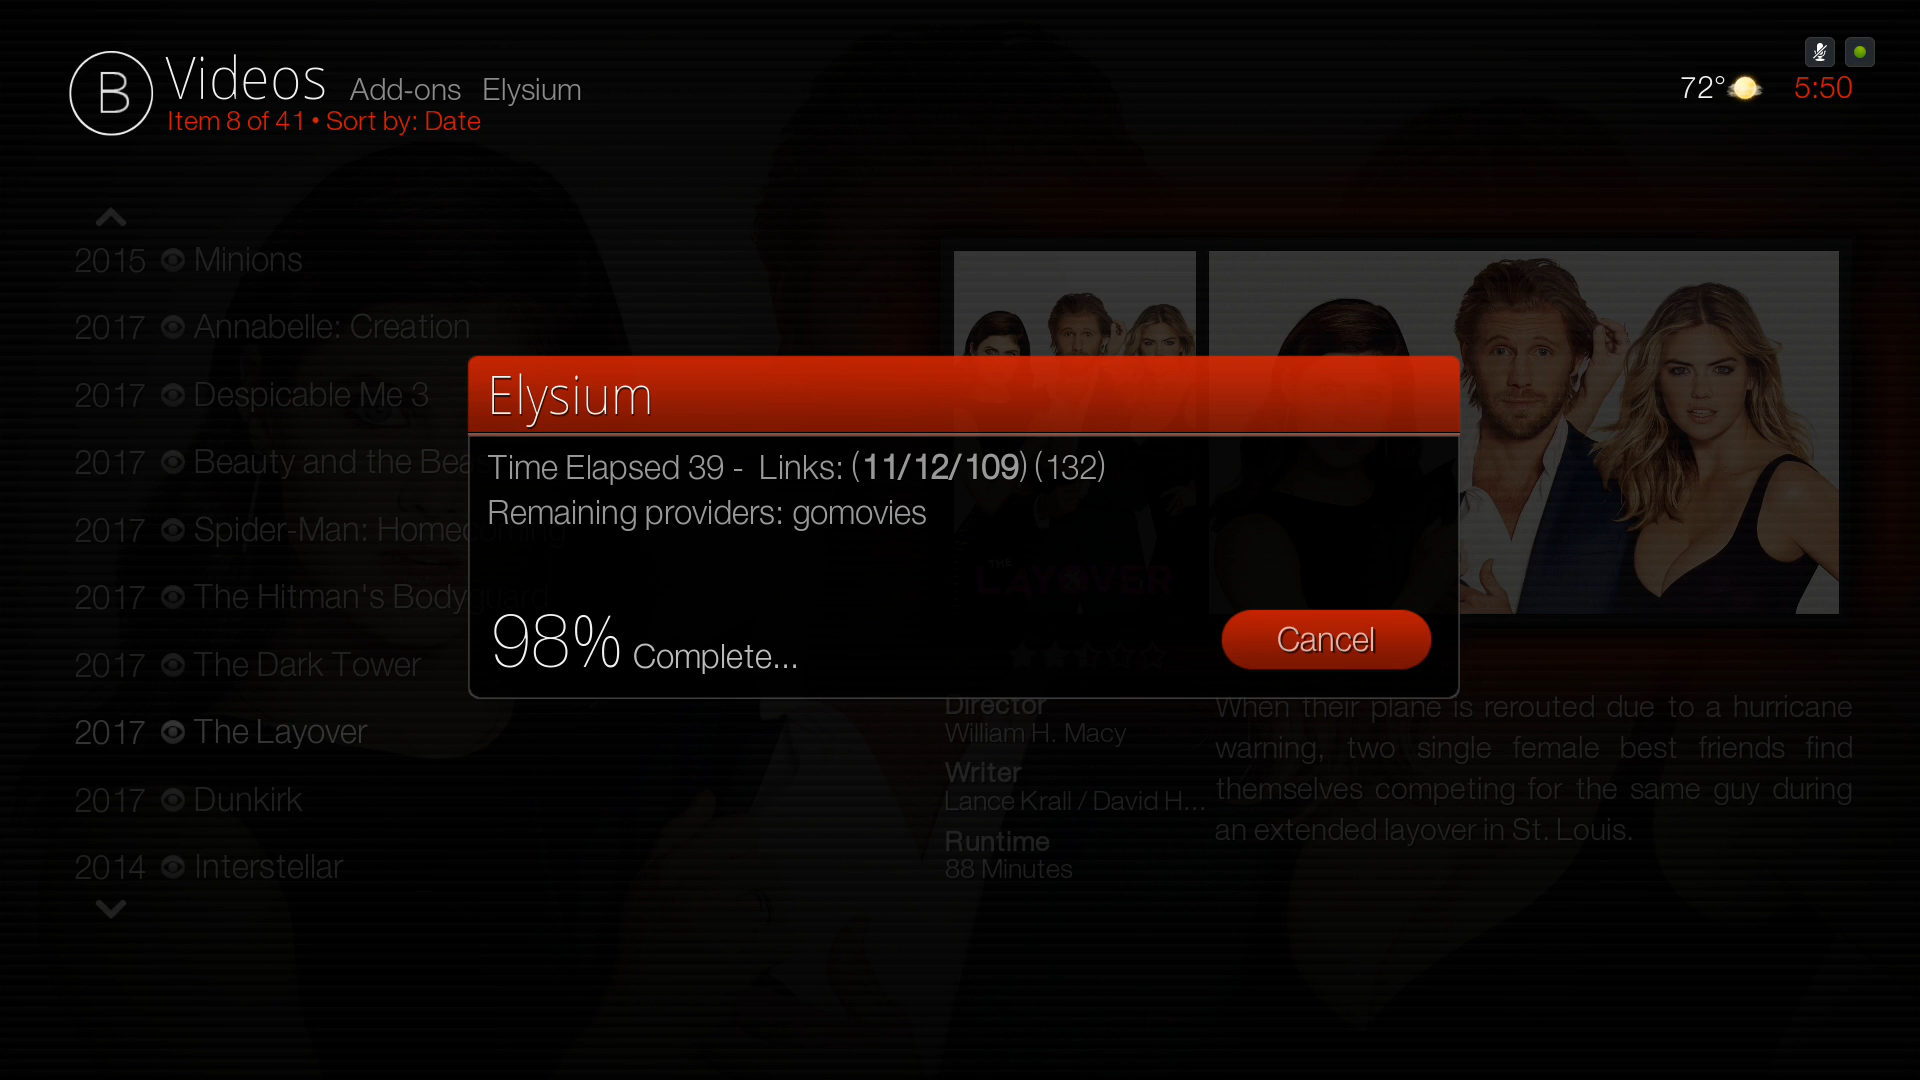 B
Videos Add-ons Elysium
Item 8 of 41 • Sort by: Date
72° 5:50
2015 Minions
2017 Annabelle: Creation
2017 Despicable Me 3
2017 Beauty and the Bea
2017 Spider-Man: Homecoming
2017 The Hitman's Bodyguard
2017 The Dark Tower
2017 The Layover
2017 Dunkirk
2014 Interstellar
Elysium
Time Elapsed 39 - Links: (11/12/109) (132)
Remaining providers: gomovies
98% Complete...
Cancel
THE
LAYOVER
Director
William H. Macy
Writer
Lance Krall / David H...
Runtime
88 Minutes
When their plane is rerouted due to a hurricane
warning, two single female best friends find
themselves competing for the same guy during
an extended layover in St. Louis.